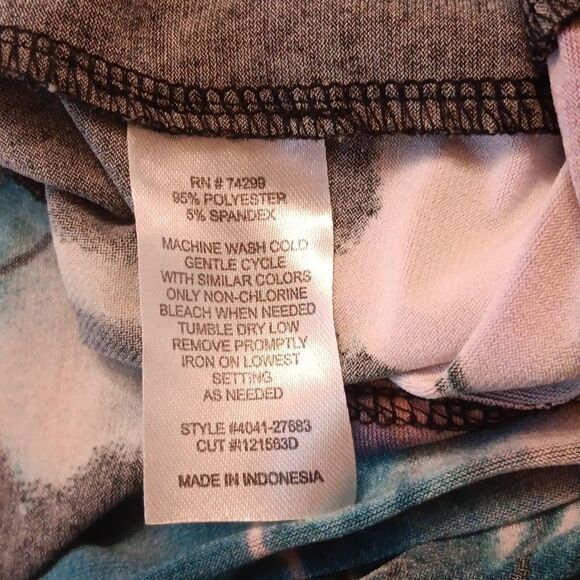 RN # 74299
95% POLYESTER
5% SPANDEX
MACHINE WASH COLD
GENTLE CYCLE
WITH SIMILAR COLORS
ONLY NON-CHLORINE
BLEACH WHEN NEEDED
TUMBLE DRY LOW
REMOVE PROMPTLY
IRON ON LOWEST
SETTING
AS NEEDED
STYLE #4041-27683
CUT #I121563D
MADE IN INDONESIA